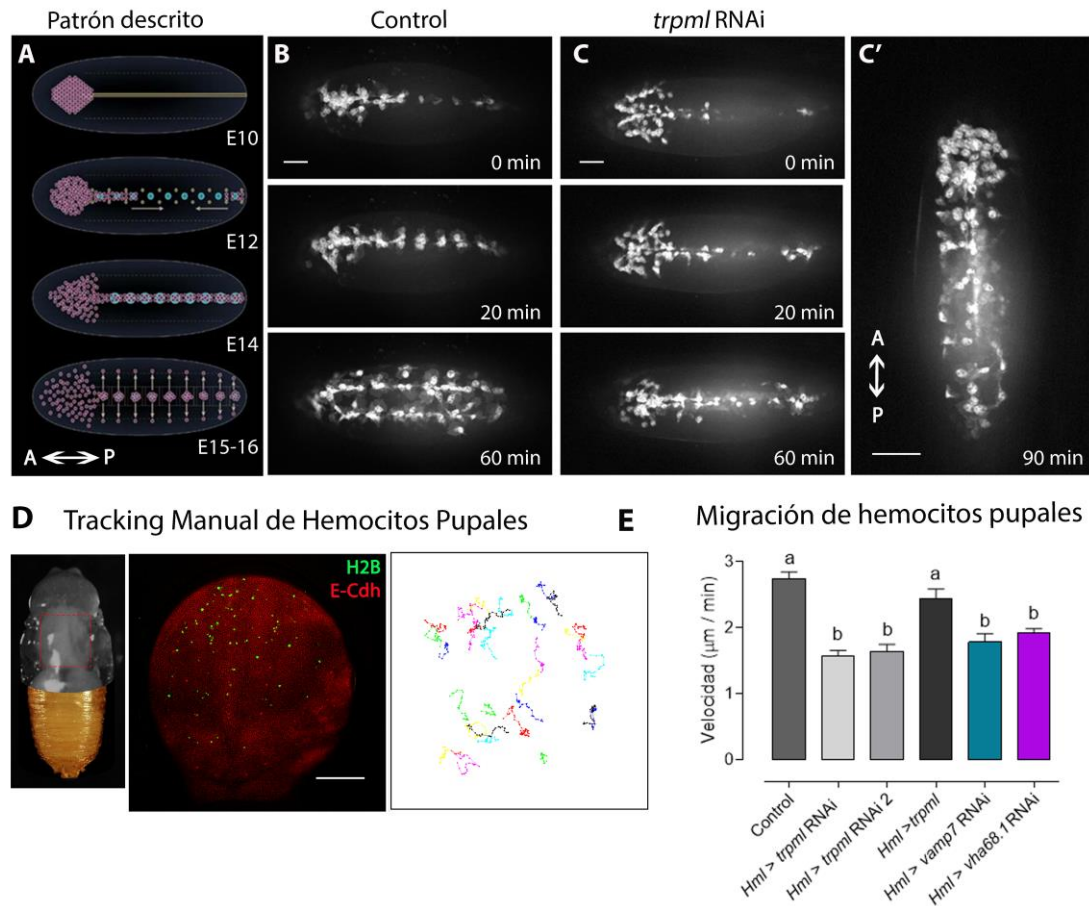 Patrón descrito
Control
trpml RNAi
A
E10
E12
E14
E15-16
A P
B
0 min
20 min
60 min
C
0 min
20 min
60 min
C'
A
P
90 min
D Tracking Manual de Hemocitos Pupales
H2B
E-Cdh
E Migración de hemocitos pupales
Velocidad (μm / min)
3
2
1
0
a
b
b
a
b
b
Control
Hml > trpml RNAi
Hml > trpml RNAi 2
Hml >trpml
Hml > vamp7 RNAi
Hml > vha68.1 RNAi